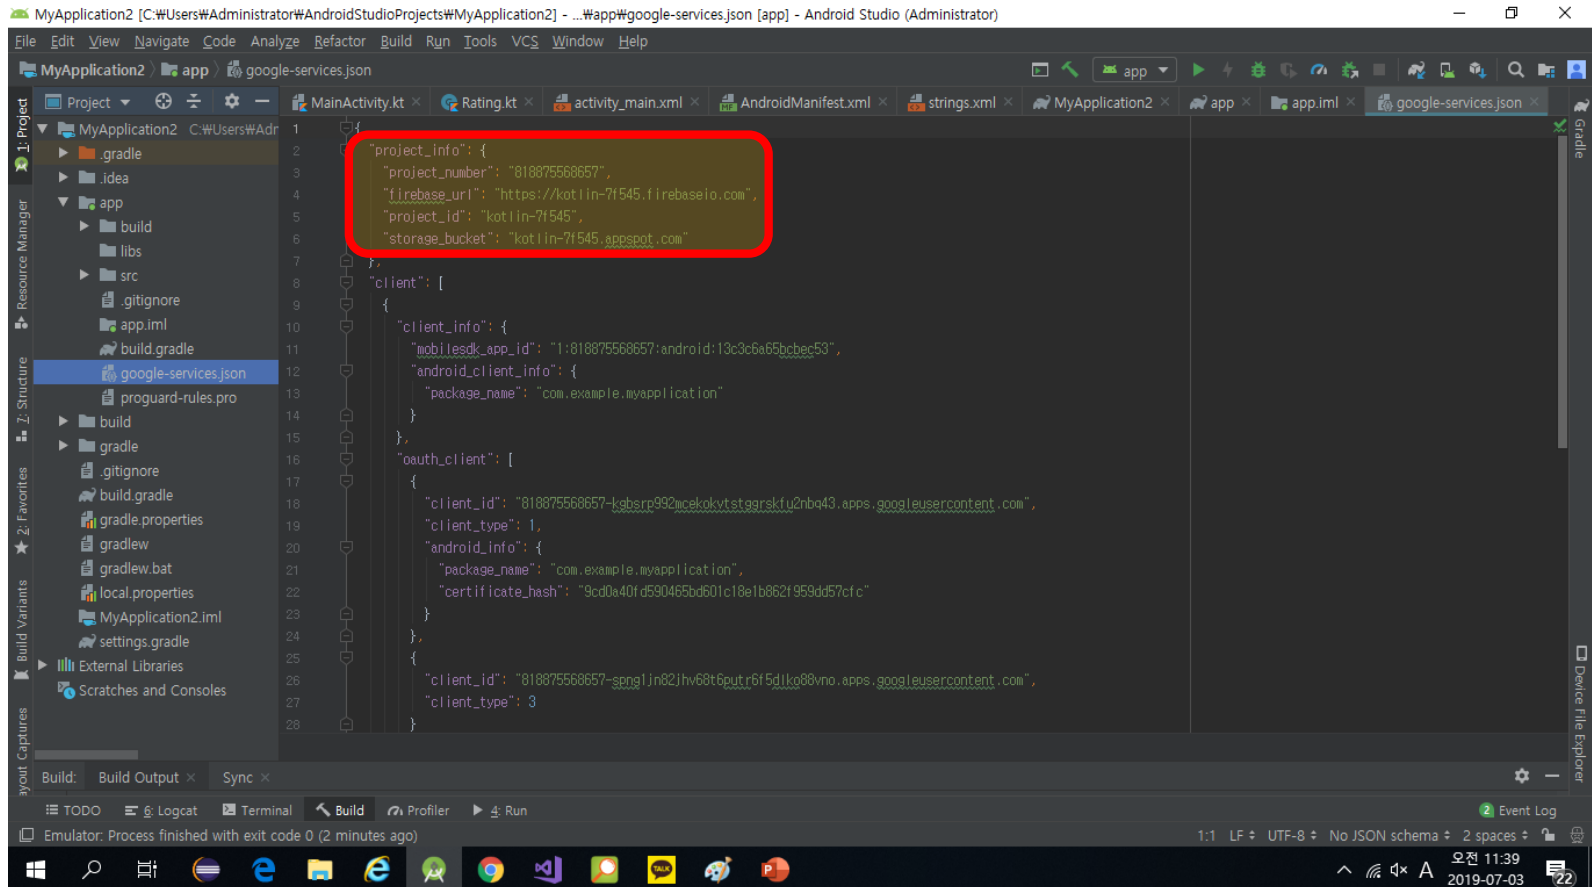 MyApplication2 [C:₩Users₩Administrator₩AndroidStudioProjects₩MyApplication2] - ...₩app₩google-services.json [app] - Android Studio (Administrator)
File Edit View Navigate Code Analyze Refactor Build Run Tools VCS Window Help
MyApplication2 app google-services.json
app
Project
MainActivity.kt Rating.kt activity_main.xml AndroidManifest.xml strings.xml MyApplication2 app app.iml google-services.json
1: Project
Resource Manager
7: Structure
2: Favorites
Build Variants
ayout Captures
MyApplication2 C:₩Users₩Adr
.gradle
.idea
app
build
libs
src
.gitignore
app.iml
build.gradle
google-services.json
proguard-rules.pro
build
gradle
.gitignore
build.gradle
gradle.properties
gradlew
gradlew.bat
local.properties
MyApplication2.iml
settings.gradle
External Libraries
Scratches and Consoles
1 {
2 "project_info": {
3 "project_number": "818875568657",
4 "firebase_url": "https://kotlin-7f545.firebaseio.com",
5 "project_id": "kotlin-7f545",
6 "storage_bucket": "kotlin-7f545.appspot.com"
7 },
8 "client": [
9 {
10 "client_info": {
11 "mobilesdk_app_id": "1:818875568657:android:13c3c6a65bcbec53",
12 "android_client_info": {
13 "package_name": "com.example.myapplication"
14 }
15 },
16 "oauth_client": [
17 {
18 "client_id": "818875568657-kgbsrp992mcekokvtstggrskfu2nbq43.apps.googleusercontent.com",
19 "client_type": 1,
20 "android_info": {
21 "package_name": "com.example.myapplication",
22 "certificate_hash": "9cd0a40fd590465bd601c18e1b862f959dd57cfc"
23 }
24 },
25 {
26 "client_id": "818875568657-spng1jn82jhv68t6putr6f5dlko88vno.apps.googleusercontent.com",
27 "client_type": 3
28 }
Gradle
Device File Explorer
Build: Build Output Sync
TODO 6: Logcat Terminal Build Profiler 4: Run 2 Event Log
Emulator: Process finished with exit code 0 (2 minutes ago) 1:1 LF UTF-8 No JSON schema 2 spaces
TALK
A 오전 11:39
2019-07-03
22